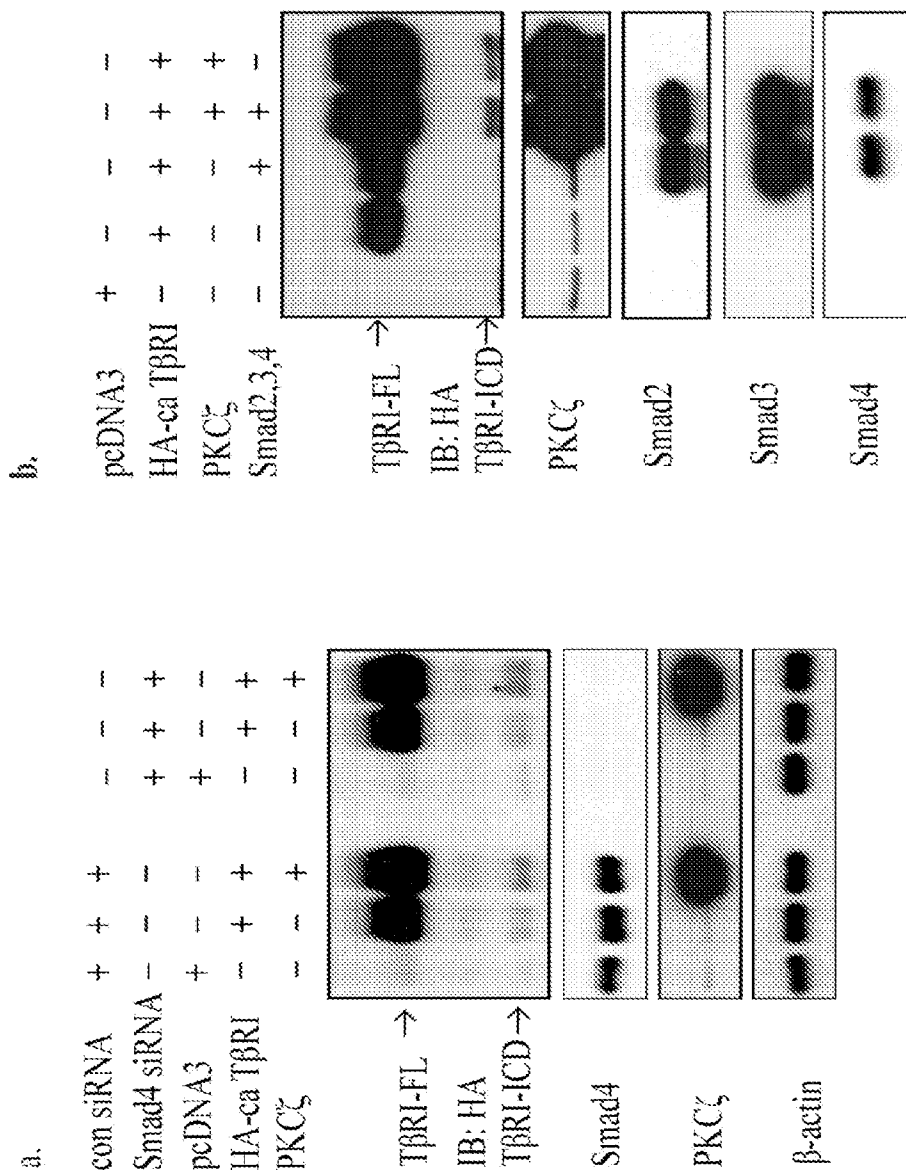 a.
con siRNA + + + − − −
Smad4 siRNA − − − + + +
pcDNA3 + − − + − −
HA-ca TβRI − + + − + +
PKCζ − − + − − +
TβRI-FL →
IB: HA
TβRI-ICD →
Smad4
PKCζ
β-actin
b.
pcDNA3 + − − − −
HA-ca TβRI − + + + +
PKCζ − − − + +
Smad2,3,4 − − + + −
TβRI-FL →
IB: HA
TβRI-ICD →
PKCζ
Smad2
Smad3
Smad4